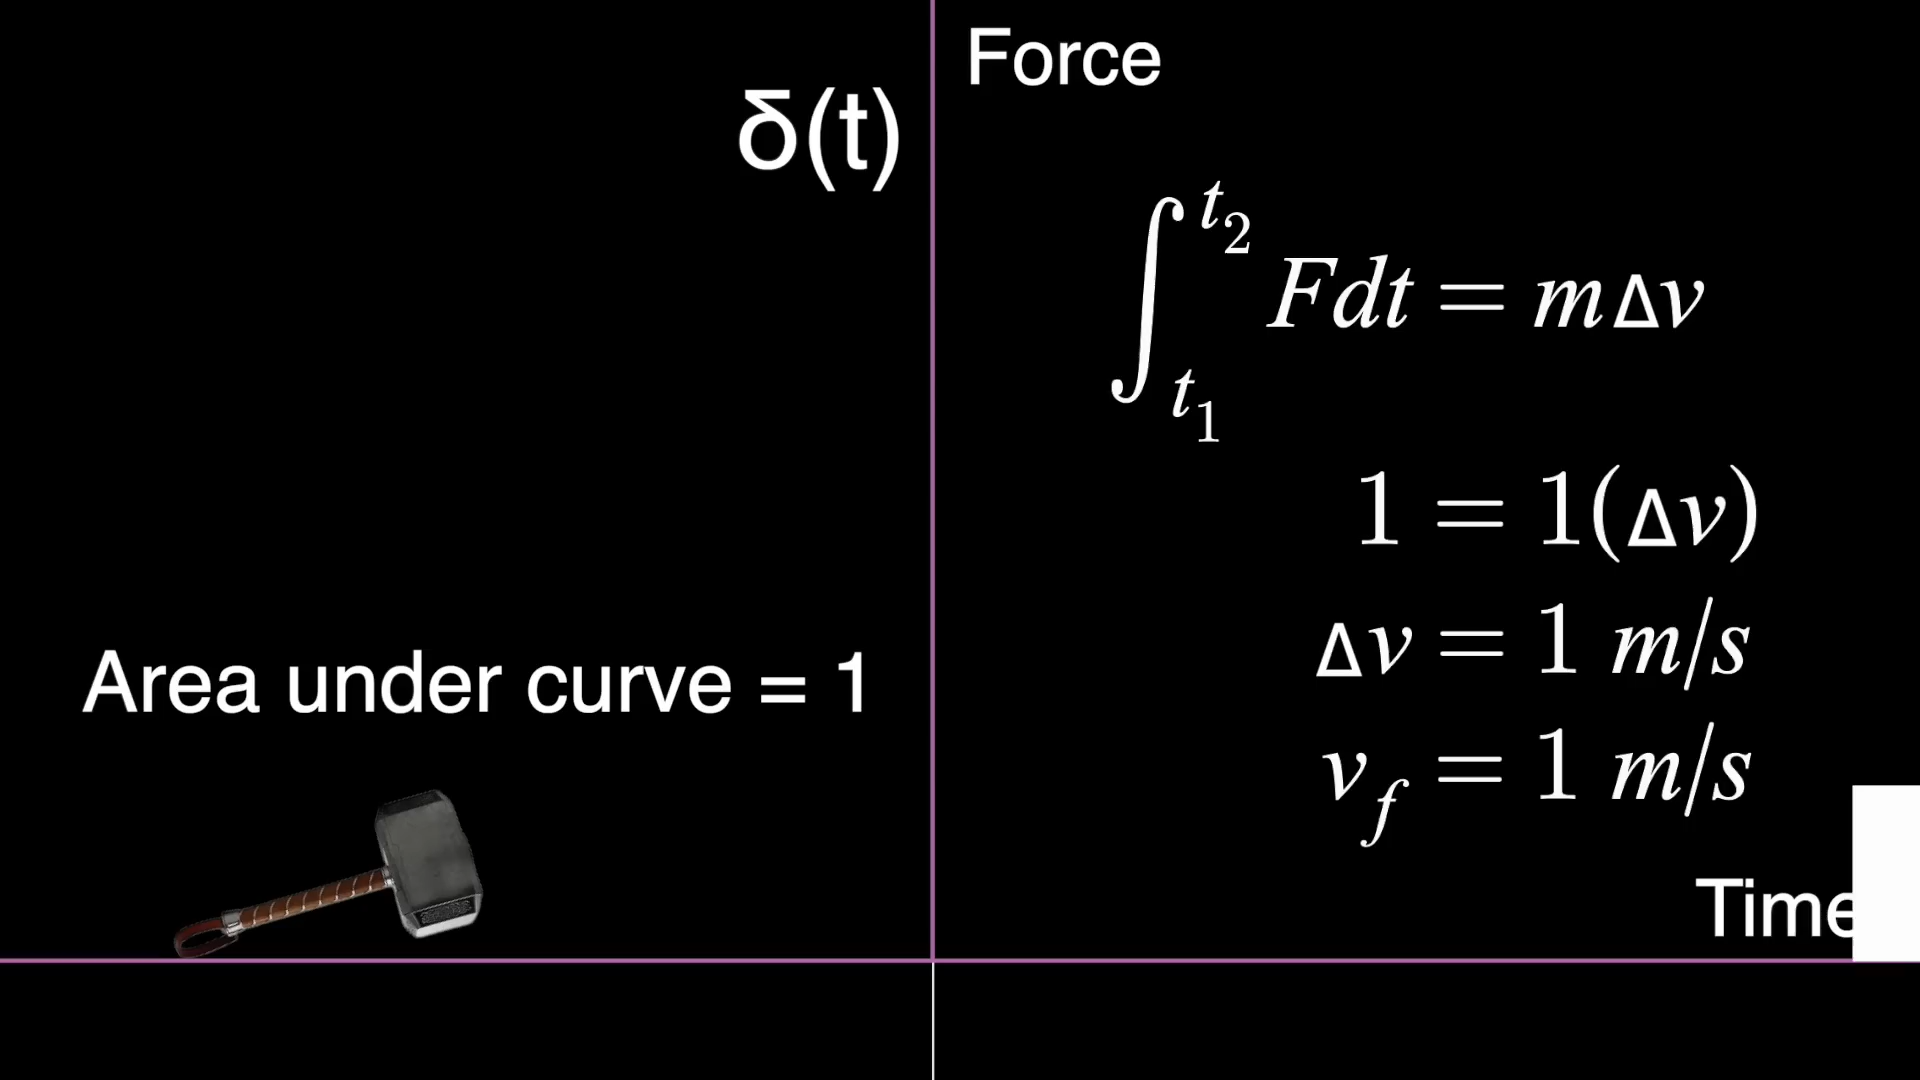 δ(t)
Force
∫_{t_1}^{t_2} Fdt = mΔv
1 = 1(Δv)
Δv = 1 m/s
v_f = 1 m/s
Area under curve = 1
Time